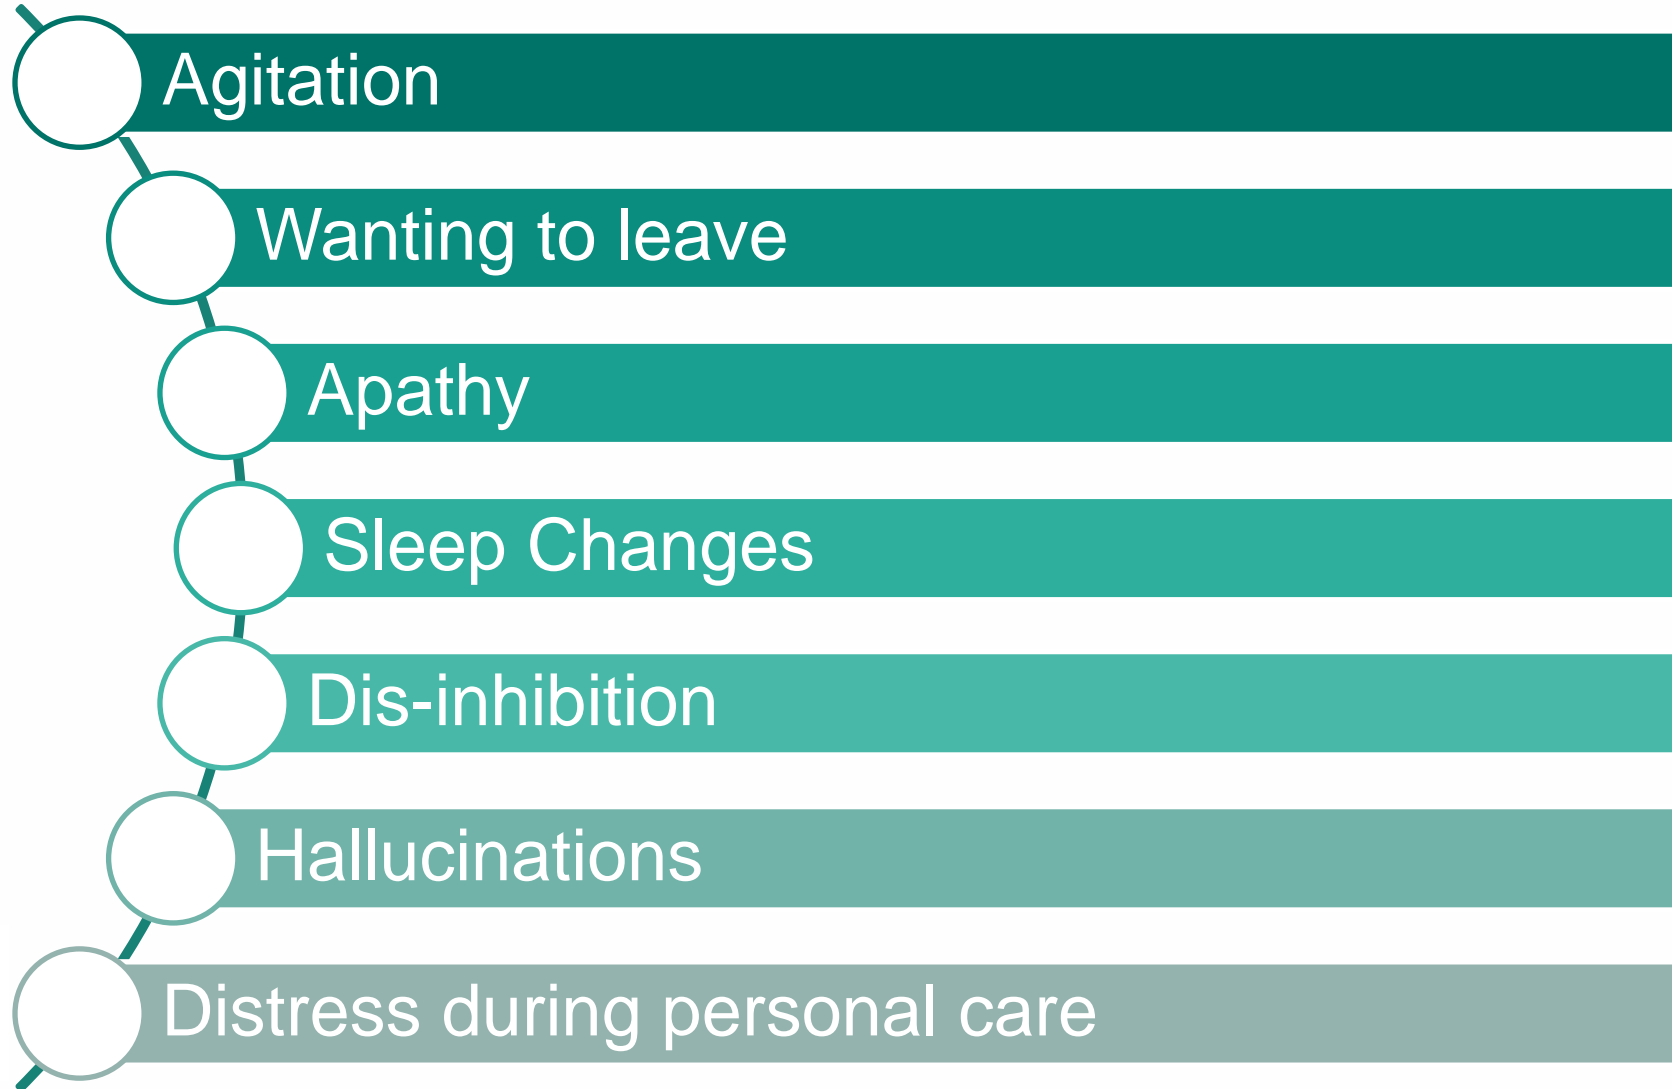 Agitation
Wanting to leave
Apathy
Sleep Changes
Dis-inhibition
Hallucinations
Distress during personal care